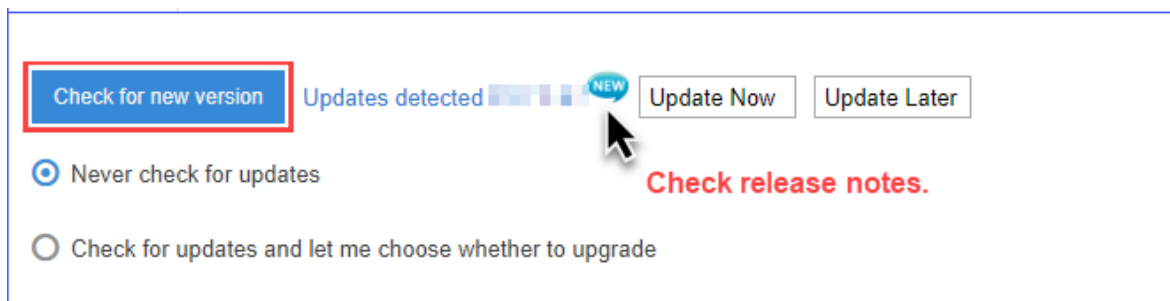 Check for new version Updates detected NEW Update Now Update Later
Never check for updates
Check release notes.
Check for updates and let me choose whether to upgrade